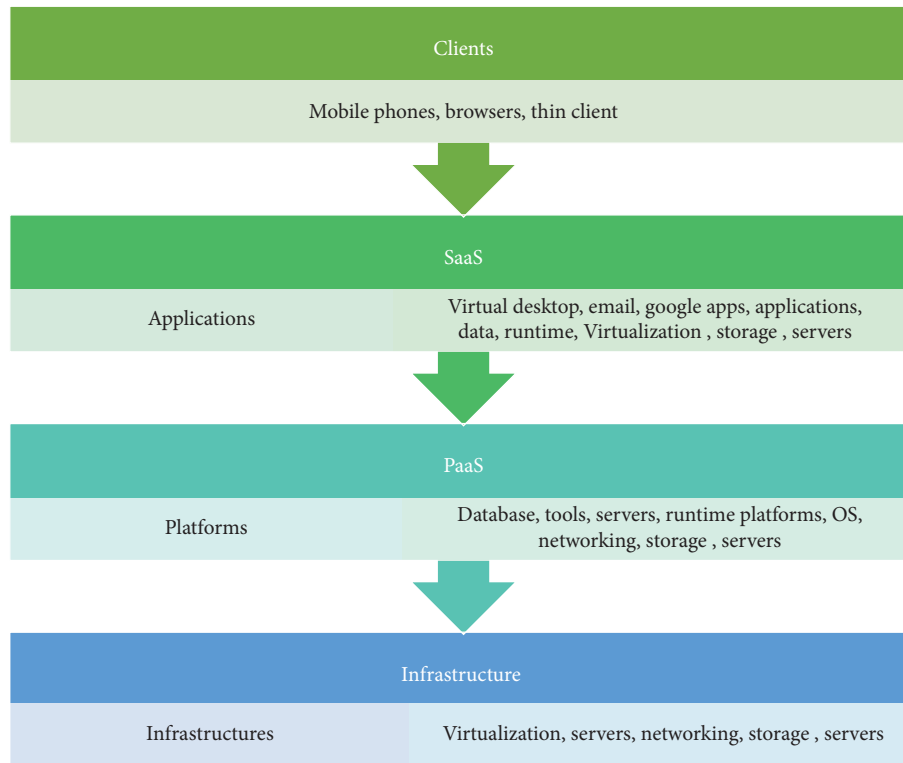 Clients
Mobile phones, browsers, thin client
SaaS
Applications
Virtual desktop, email, google apps, applications,
data, runtime, Virtualization , storage , servers
PaaS
Platforms
Database, tools, servers, runtime platforms, OS,
networking, storage , servers
Infrastructure
Infrastructures
Virtualization, servers, networking, storage , servers